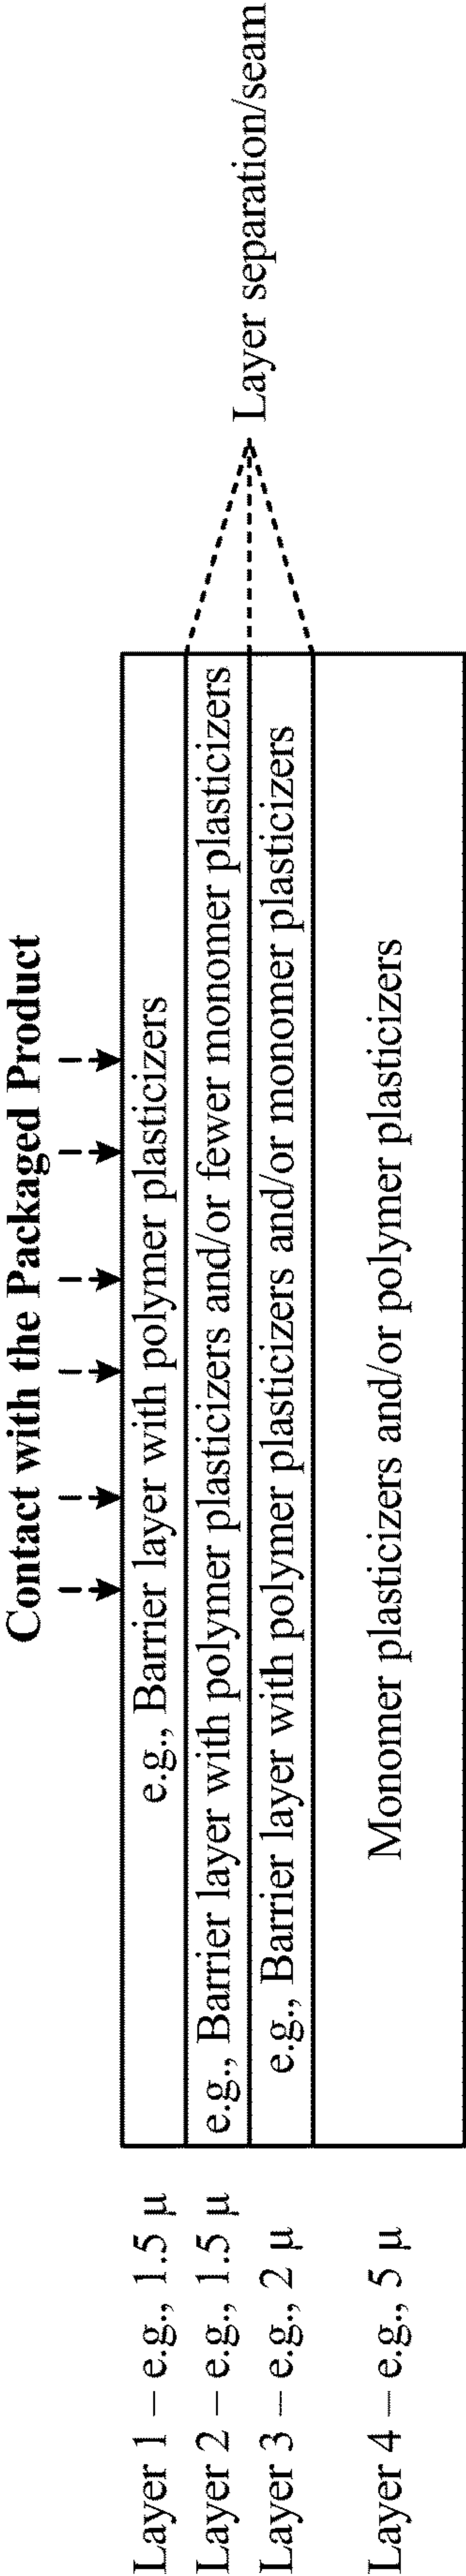 Contact with the Packaged Product
Layer 1 – e.g., 1.5 μ
e.g., Barrier layer with polymer plasticizers
Layer 2 – e.g., 1.5 μ
e.g., Barrier layer with polymer plasticizers and/or fewer monomer plasticizers
Layer 3 – e.g., 2 μ
e.g., Barrier layer with polymer plasticizers and/or monomer plasticizers
Layer 4 – e.g., 5 μ
Monomer plasticizers and/or polymer plasticizers
Layer separation/seam